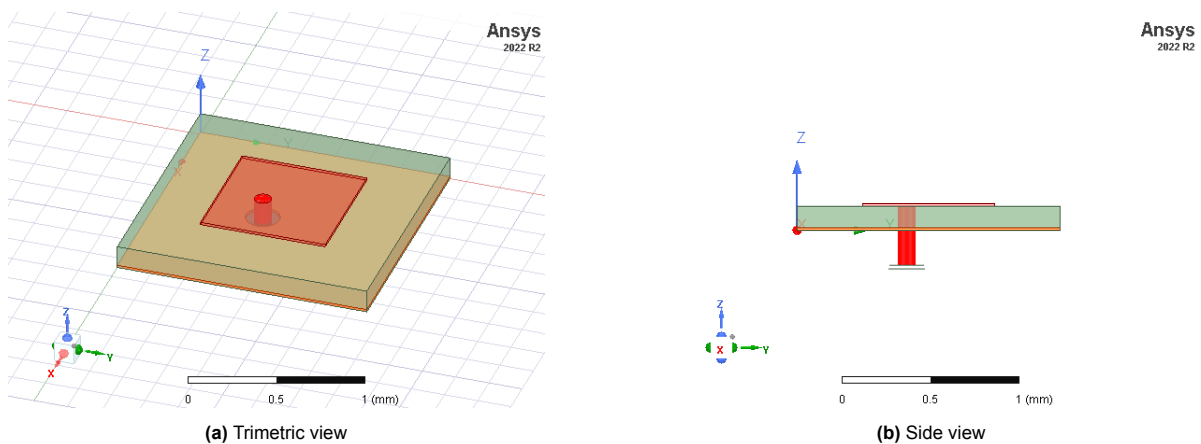 Ansys
2022 R2
Z
Y
X
Z
Y
X
0 0.5 1 (mm)
(a) Trimetric view
Ansys
2022 R2
Z
X
Y
Z
X
Y
0 0.5 1 (mm)
(b) Side view